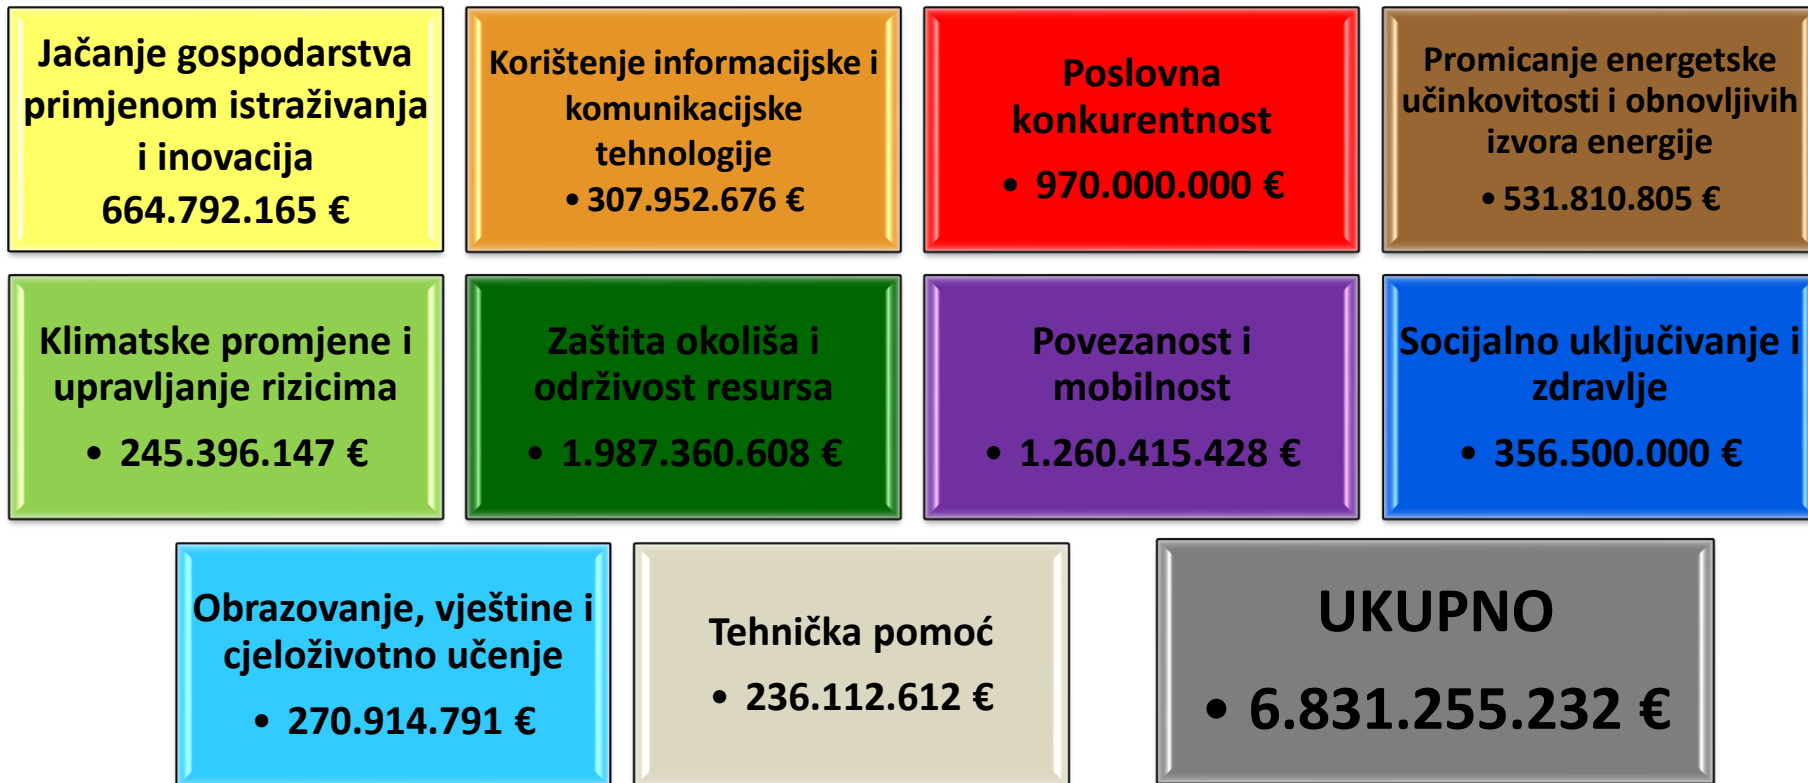 Jačanje gospodarstva
primjenom istraživanja
i inovacija
664.792.165 €
Korištenje informacijske i
komunikacijske
tehnologije
• 307.952.676 €
Poslovna
konkurentnost
• 970.000.000 €
Promicanje energetske
učinkovitosti i obnovljivih
izvora energije
• 531.810.805 €
Klimatske promjene i
upravljanje rizicima
• 245.396.147 €
Zaštita okoliša i
održivost resursa
• 1.987.360.608 €
Povezanost i
mobilnost
• 1.260.415.428 €
Socijalno uključivanje i
zdravlje
• 356.500.000 €
Obrazovanje, vještine i
cjeloživotno učenje
• 270.914.791 €
Tehnička pomoć
• 236.112.612 €
UKUPNO
• 6.831.255.232 €